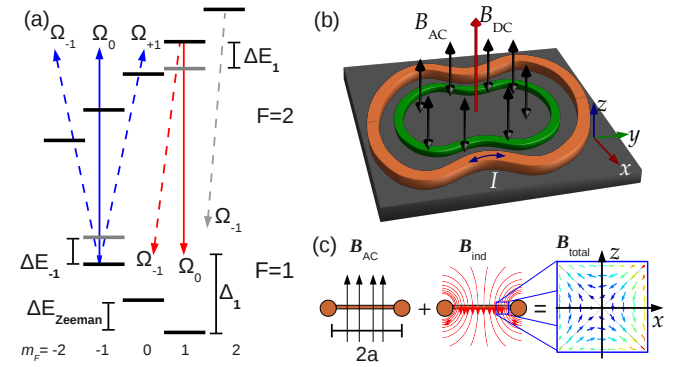 (a)
Ω-1 Ω0 Ω+1
ΔE1
F=2
Ω-1
ΔE-1
Ω-1 Ω0
F=1
Δ1
ΔEZeeman
mF= -2 -1 0 1 2
(b)
BAC BDC
z
y
x
I
(c)
BAC Bind Btotal
z
+ =
x
2a